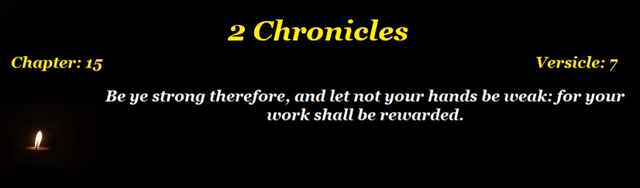 2 Chronicles
Chapter: 15 Versicle: 7
Be ye strong therefore, and let not your hands be weak: for your
work shall be rewarded.